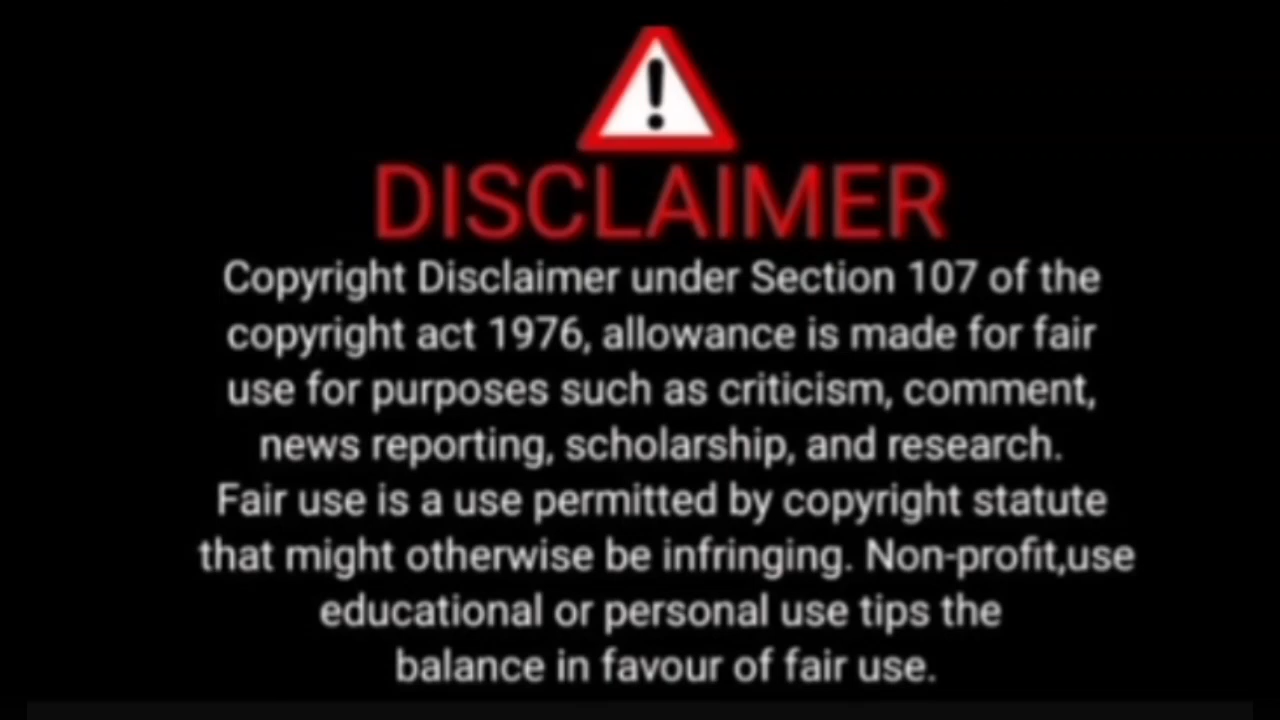 DISCLAIMER
Copyright Disclaimer under Section 107 of the
copyright act 1976, allowance is made for fair
use for purposes such as criticism, comment,
news reporting, scholarship, and research.
Fair use is a use permitted by copyright statute
that might otherwise be infringing. Non-profit,use
educational or personal use tips the
balance in favour of fair use.